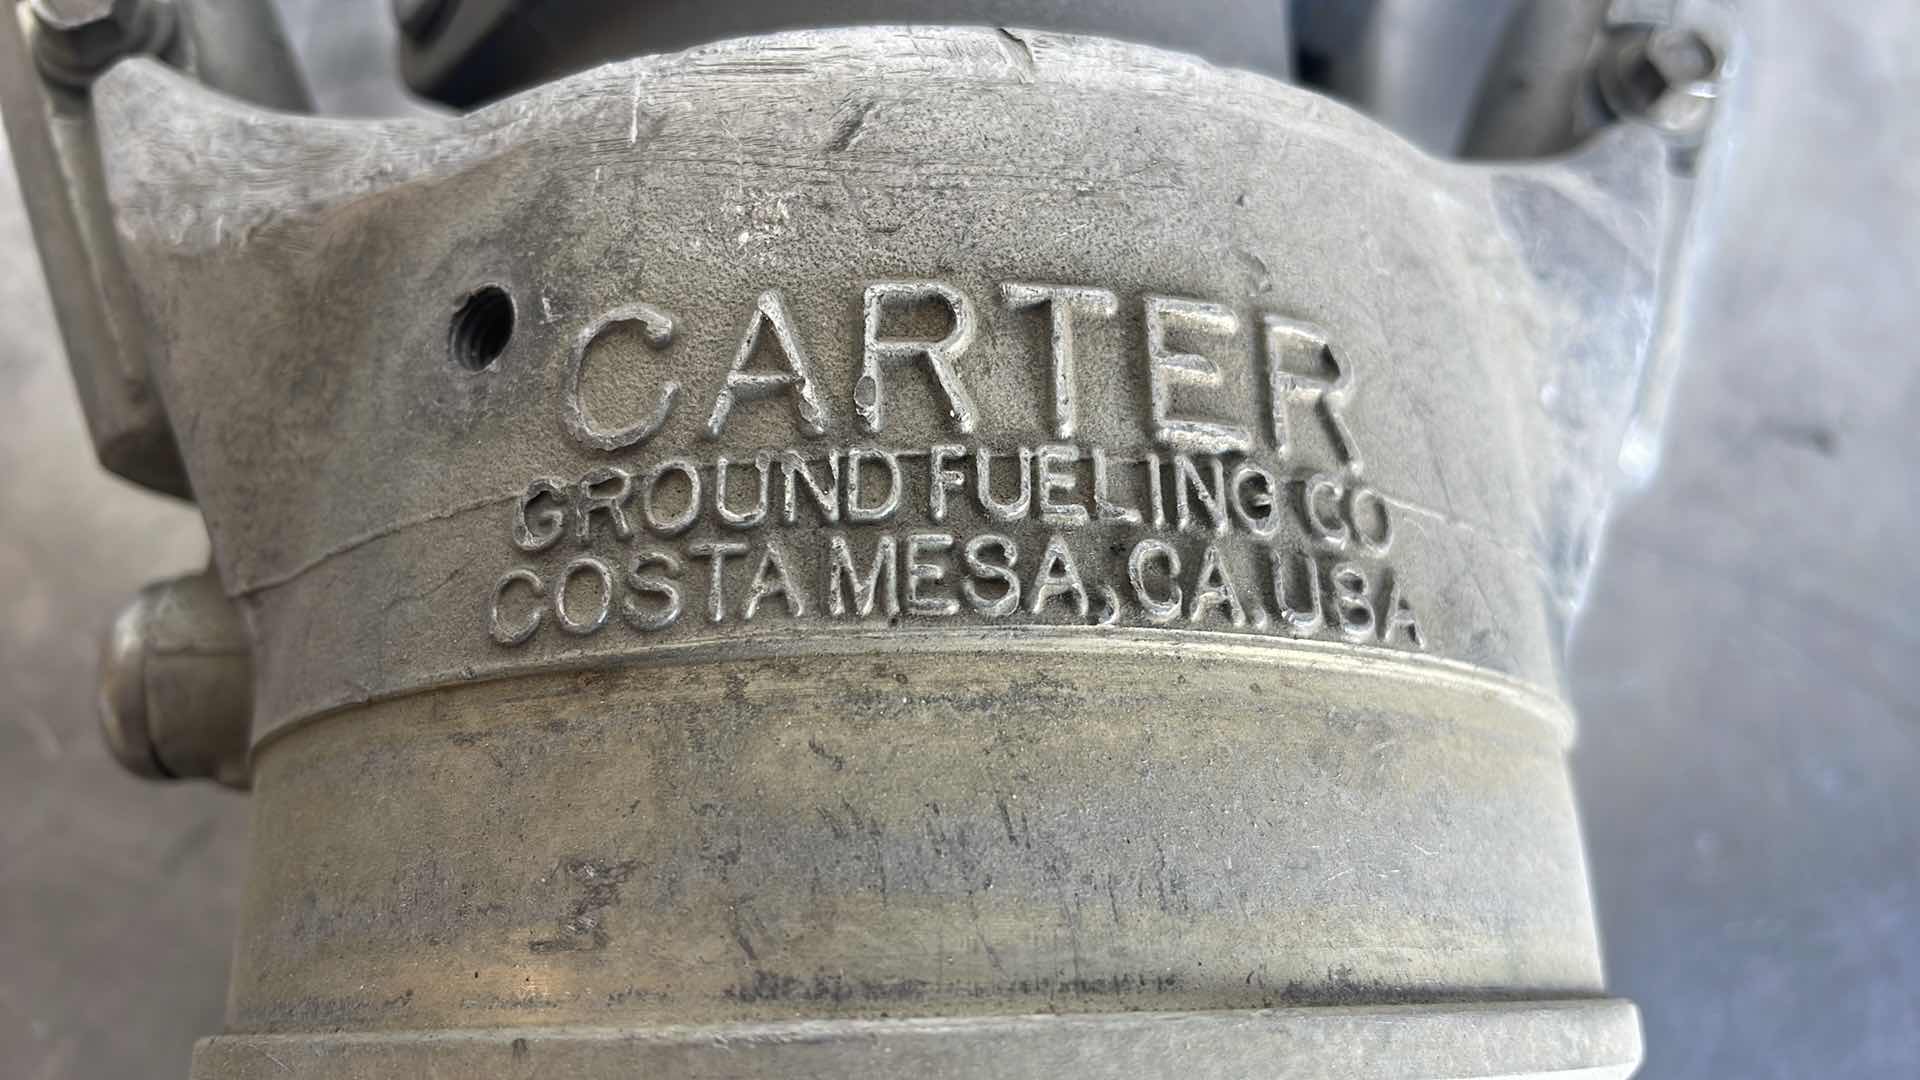 CARTER
GROUND FUELING CO
COSTA MESA, CA. USA